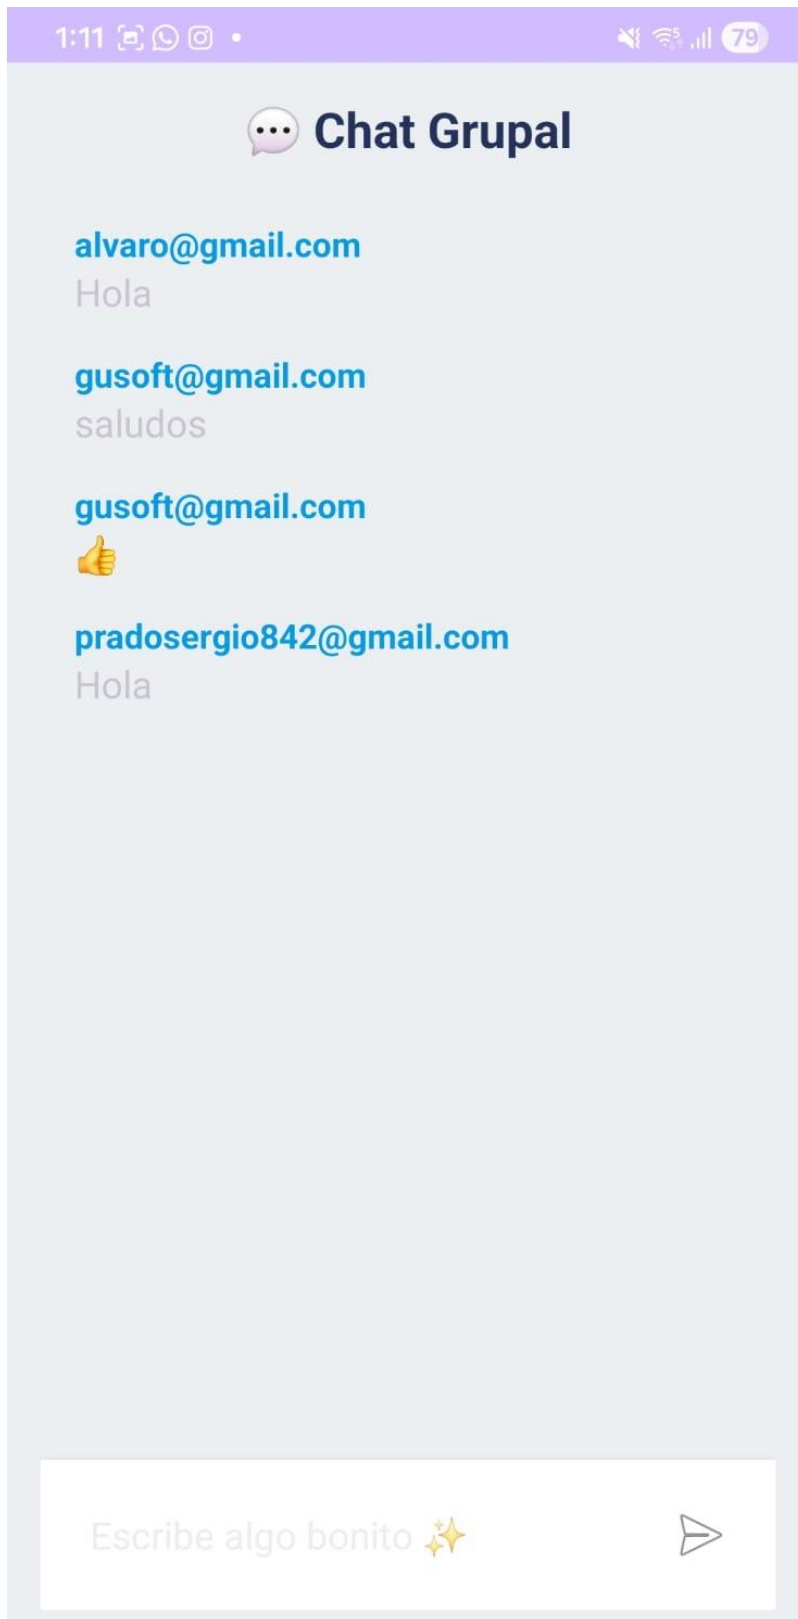 1:11 79
💬 Chat Grupal
alvaro@gmail.com
Hola
gusoft@gmail.com
saludos
gusoft@gmail.com
👍
pradosergio842@gmail.com
Hola
Escribe algo bonito ✨